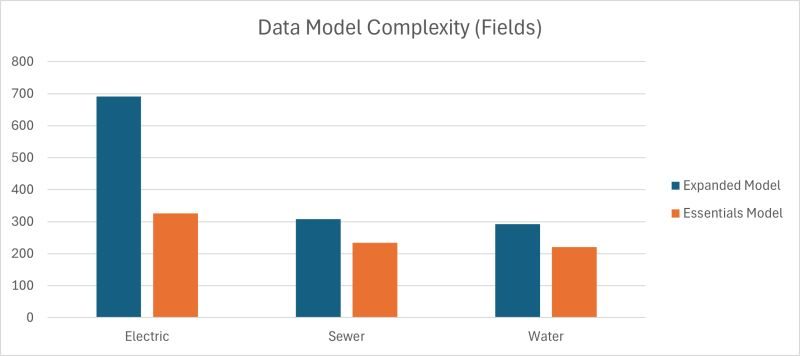 Data Model Complexity (Fields)
800
700
600
500
400
300
200
100
0
Electric
Sewer
Water
Expanded Model
Essentials Model